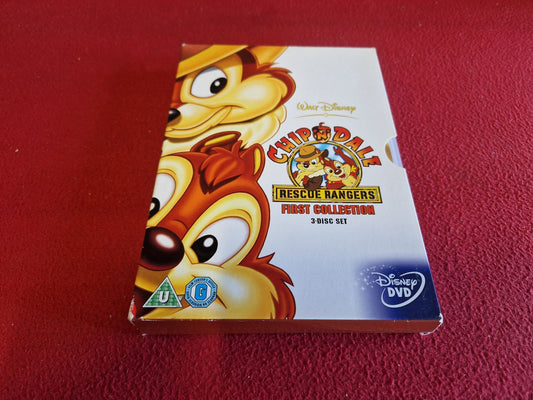 Walt Disney
CHIP 'N DALE
RESCUE RANGERS
FIRST COLLECTION
3-DISC SET
U
G
Disney
DVD